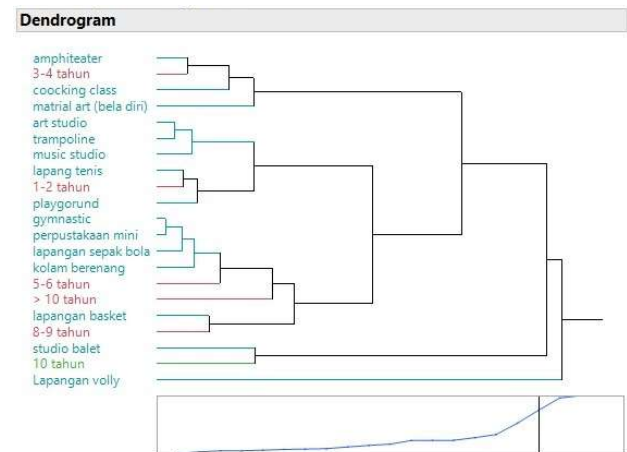 Dendrogram
amphiteater
3-4 tahun
coocking class
matrial art (bela diri)
art studio
trampoline
music studio
lapang tenis
1-2 tahun
playgorund
gymnastic
perpustakaan mini
lapangan sepak bola
kolam berenang
5-6 tahun
> 10 tahun
lapangan basket
8-9 tahun
studio balet
10 tahun
Lapangan volly